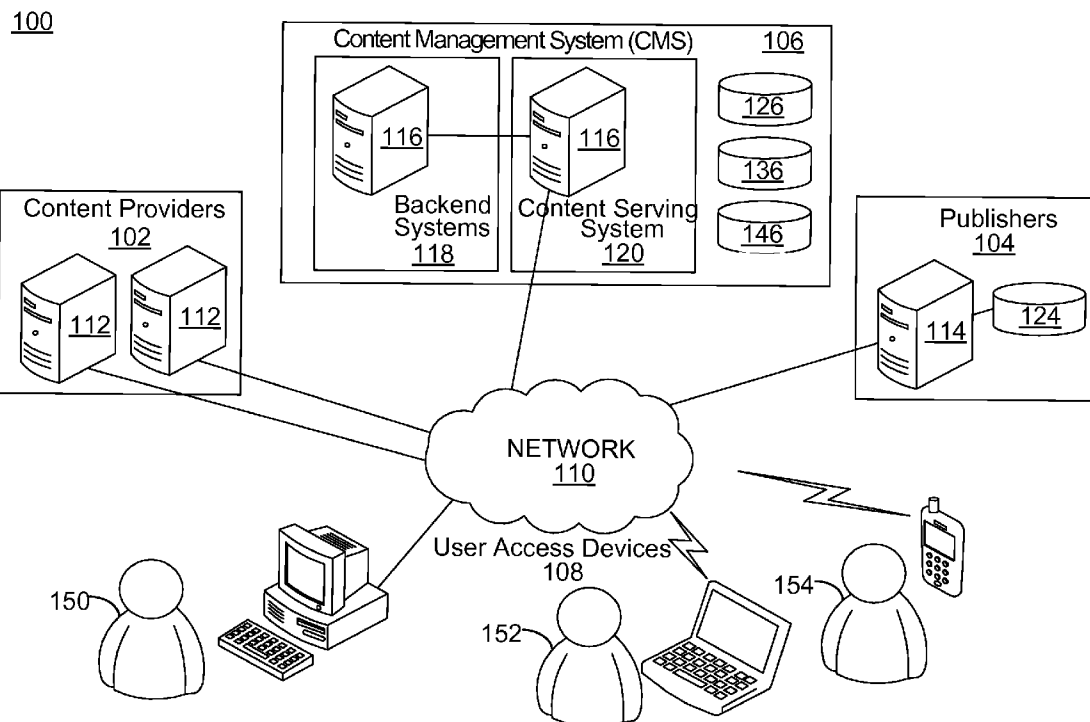 100
Content Management System (CMS)
106
116
116
126
136
146
Backend
Systems
118
Content Serving
System
120
Content Providers
102
112
112
Publishers
104
114
124
NETWORK
110
User Access Devices
108
150
152
154